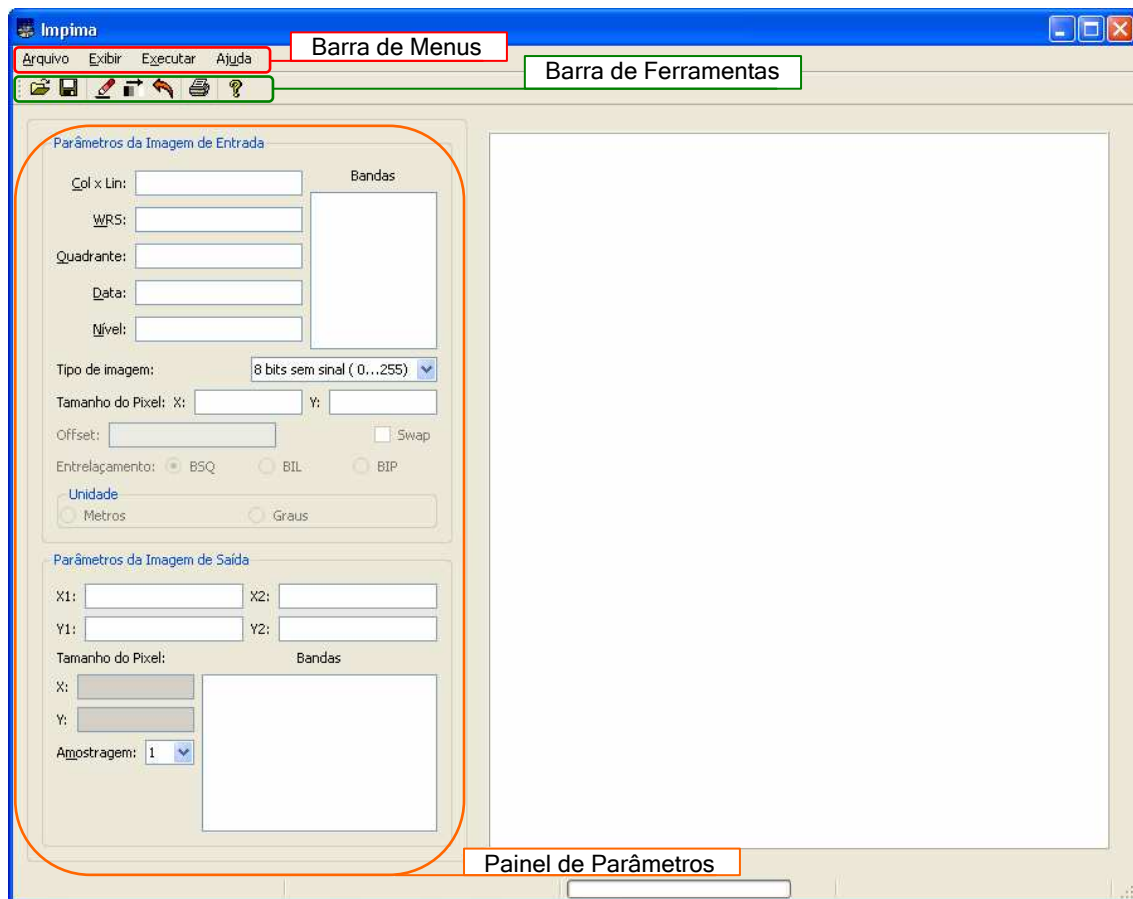 Impima
Arquivo Exibir Executar Ajuda
Barra de Menus
Barra de Ferramentas
Parâmetros da Imagem de Entrada
Col x Lin:
Bandas
WRS:
Quadrante:
Data:
Nível:
Tipo de imagem: 8 bits sem sinal ( 0...255)
Tamanho do Pixel: X: Y:
Offset: Swap
Entrelaçamento: BSQ BIL BIP
Unidade
Metros Graus
Parâmetros da Imagem de Saída
X1: X2:
Y1: Y2:
Tamanho do Pixel: Bandas
X:
Y:
Amostragem: 1
Painel de Parâmetros